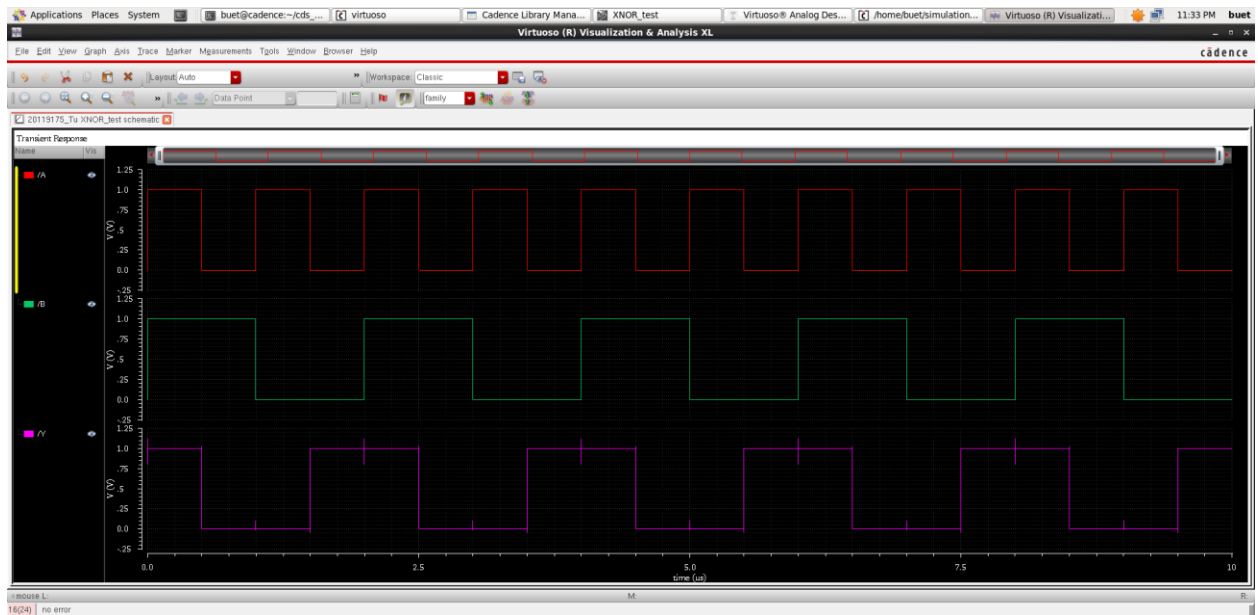 Applications Places System buet@cadence:~/cds_... virtuoso Cadence Library Mana... XNOR_test Virtuoso® Analog Des... /home/buet/simulation... Virtuoso (R) Visualizati... 11:33 PM buet
Virtuoso (R) Visualization & Analysis XL
File Edit View Graph Axis Trace Marker Measurements Tools Window Browser Help
cādence
Layout: Auto » Workspace: Classic
» Data Point family
20119175_Tu XNOR_test schematic
Transient Response
Name Vis
/A
1.25
1.0
.75
V (V)
.5
.25
0.0
-.25
/B
1.25
1.0
.75
V (V)
.5
.25
0.0
-.25
/Y
1.25
1.0
.75
V (V)
.5
.25
0.0
-.25
0.0 2.5 5.0 7.5 10
time (us)
mouse L: M: R:
16(24) no error